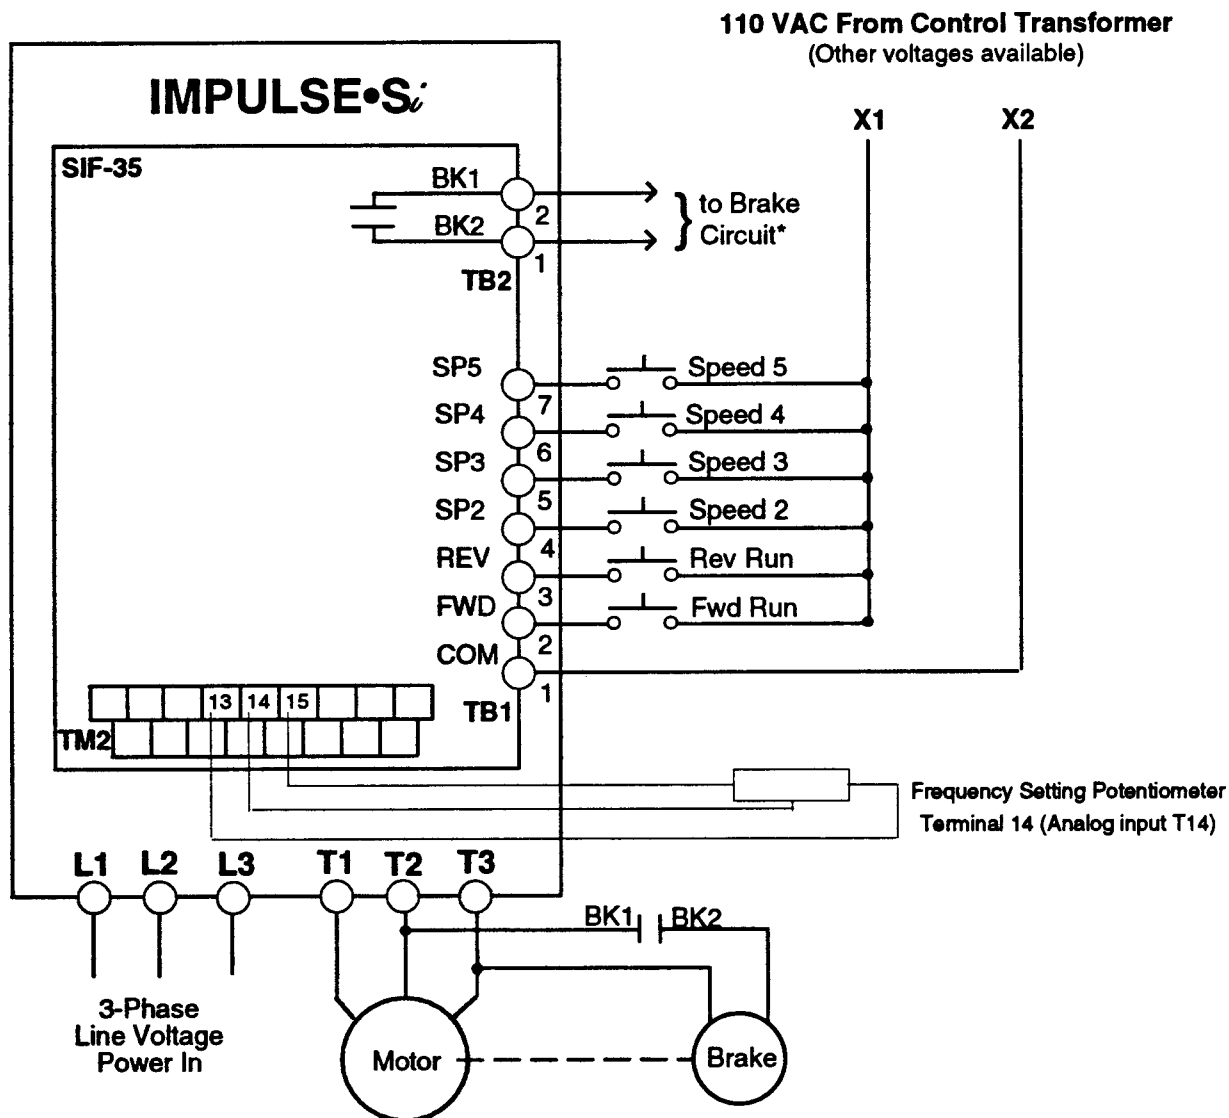 110 VAC From Control Transformer
(Other voltages available)
IMPULSE•Si
X1
X2
SIF-35
BK1
2
to Brake
Circuit*
BK2
1
TB2
SP5
7
Speed 5
SP4
6
Speed 4
SP3
5
Speed 3
SP2
4
Speed 2
REV
3
Rev Run
FWD
2
Fwd Run
COM
1
TB1
13
14
15
TM2
Frequency Setting Potentiometer
Terminal 14 (Analog input T14)
L1
L2
L3
T1
T2
T3
BK1
BK2
3-Phase
Line Voltage
Power In
Motor
Brake